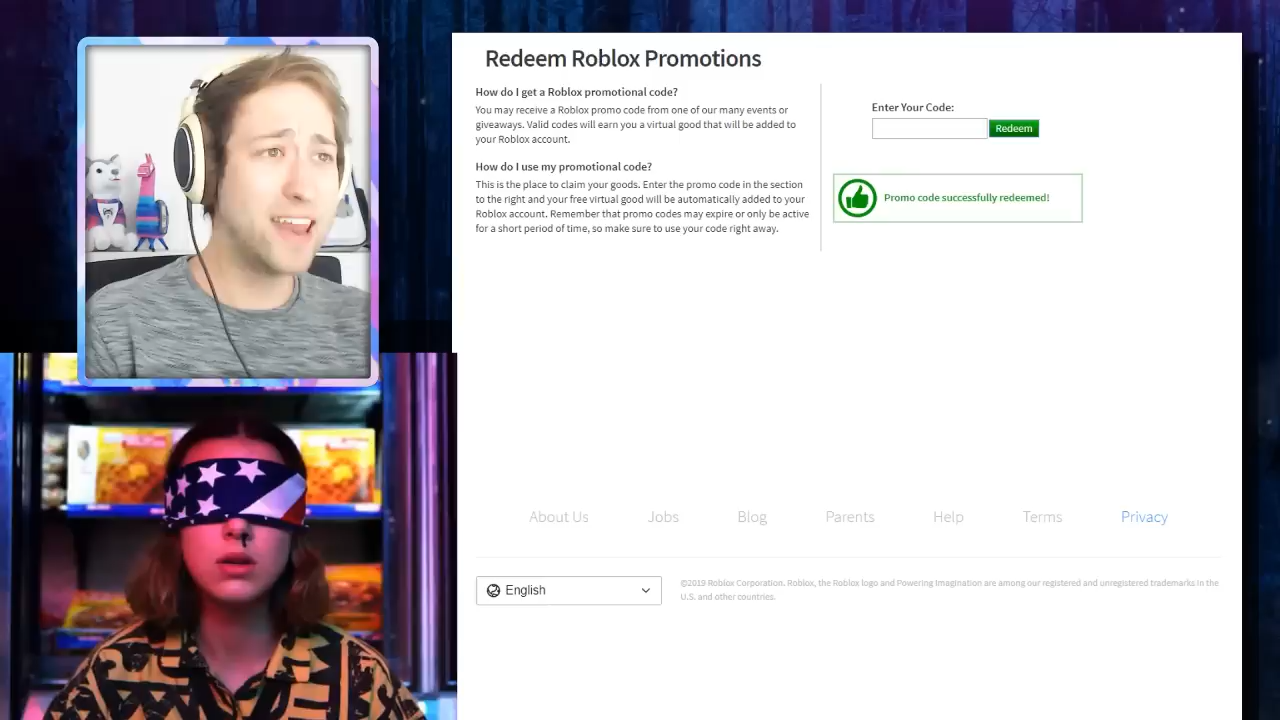 Redeem Roblox Promotions
How do I get a Roblox promotional code?
You may receive a Roblox promo code from one of our many events or
giveaways. Valid codes will earn you a virtual good that will be added to
your Roblox account.
How do I use my promotional code?
This is the place to claim your goods. Enter the promo code in the section
to the right and your free virtual good will be automatically added to your
Roblox account. Remember that promo codes may expire or only be active
for a short period of time, so make sure to use your code right away.
Enter Your Code:
Redeem
Promo code successfully redeemed!
About Us Jobs Blog Parents Help Terms Privacy
English
©2019 Roblox Corporation. Roblox, the Roblox logo and Powering Imagination are among our registered and unregistered trademarks in the
U.S. and other countries.